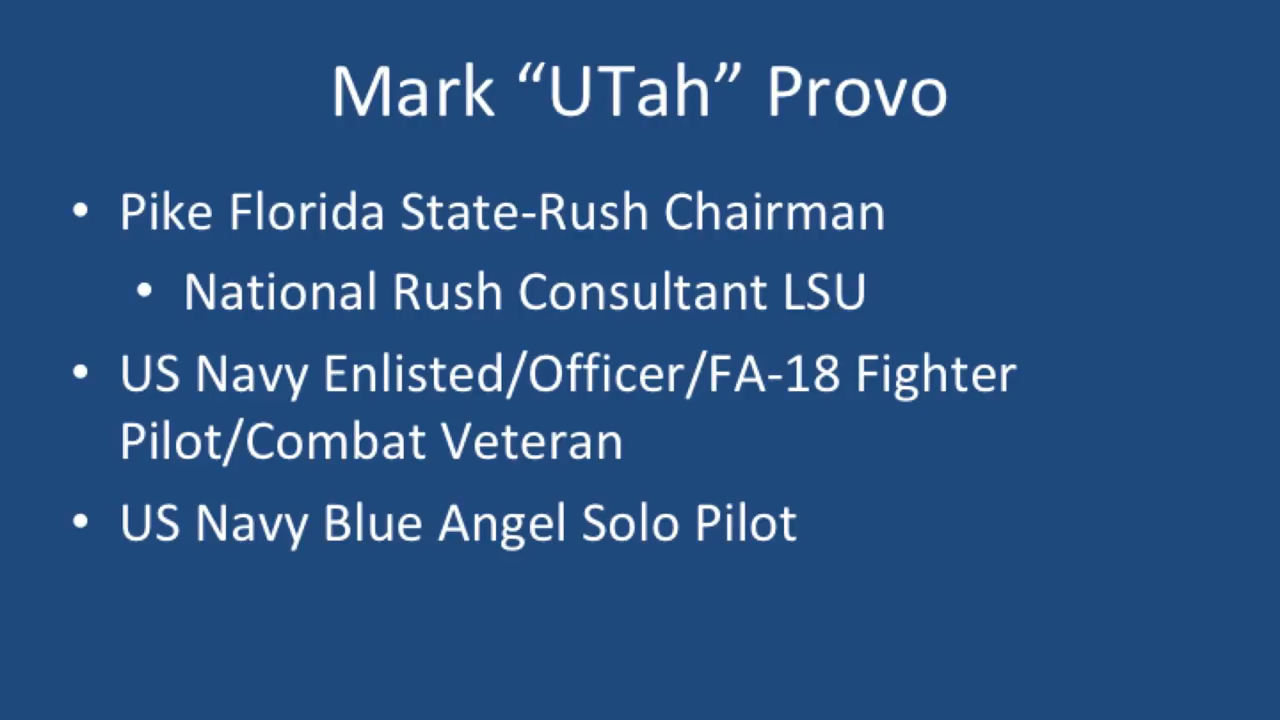 Mark “UTah” Provo
• Pike Florida State-Rush Chairman
• National Rush Consultant LSU
• US Navy Enlisted/Officer/FA-18 Fighter
Pilot/Combat Veteran
• US Navy Blue Angel Solo Pilot